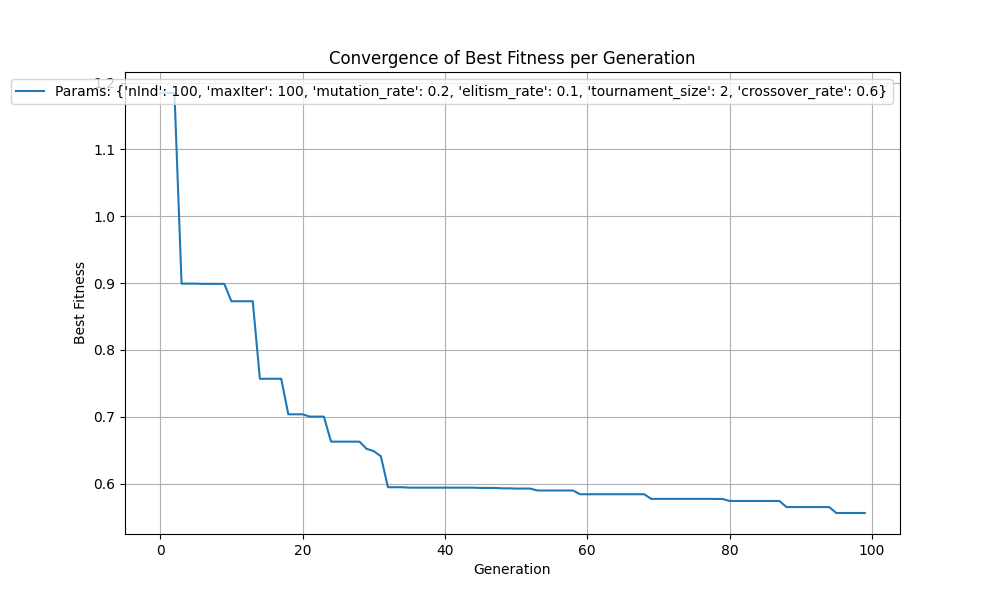 Convergence of Best Fitness per Generation
Params: {'nInd': 100, 'maxIter': 100, 'mutation_rate': 0.2, 'elitism_rate': 0.1, 'tournament_size': 2, 'crossover_rate': 0.6}
1.2
1.1
1.0
0.9
0.8
0.7
0.6
Best Fitness
0 20 40 60 80 100
Generation